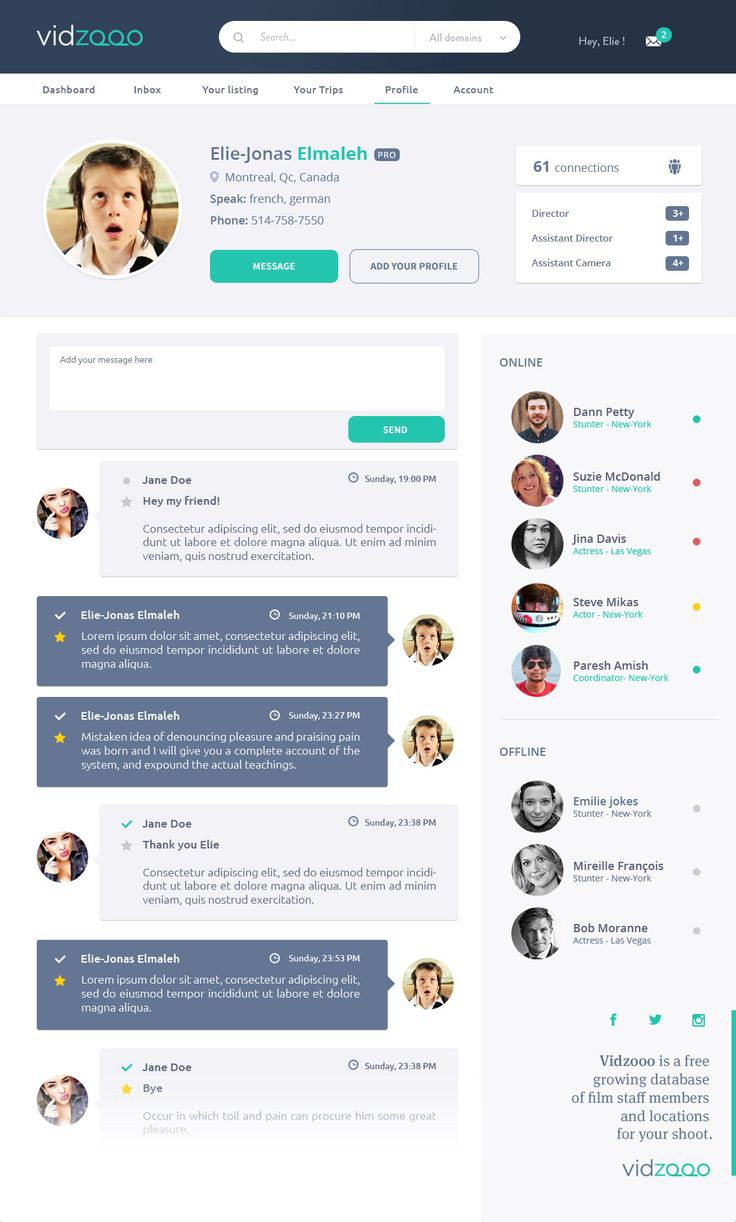 vidzooo
Search...
All domains
Hey, Elie !
2
Dashboard
Inbox
Your listing
Your Trips
Profile
Account
Elie-Jonas Elmaleh PRO
Montreal, Qc, Canada
Speak: french, german
Phone: 514-758-7550
MESSAGE
ADD YOUR PROFILE
61 connections
Director 3+
Assistant Director 1+
Assistant Camera 4+
Add your message here
SEND
Jane Doe
Sunday, 19:00 PM
Hey my friend!
Consectetur adipiscing elit, sed do eiusmod tempor incidi-
dunt ut labore et dolore magna aliqua. Ut enim ad minim
veniam, quis nostrud exercitation.
Elie-Jonas Elmaleh
Sunday, 21:10 PM
Lorem ipsum dolor sit amet, consectetur adipiscing elit,
sed do eiusmod tempor incididunt ut labore et dolore
magna aliqua.
Elie-Jonas Elmaleh
Sunday, 23:27 PM
Mistaken idea of denouncing pleasure and praising pain
was born and I will give you a complete account of the
system, and expound the actual teachings.
Jane Doe
Sunday, 23:38 PM
Thank you Elie
Consectetur adipiscing elit, sed do eiusmod tempor incidi-
dunt ut labore et dolore magna aliqua. Ut enim ad minim
veniam, quis nostrud exercitation.
Elie-Jonas Elmaleh
Sunday, 23:53 PM
Lorem ipsum dolor sit amet, consectetur adipiscing elit,
sed do eiusmod tempor incididunt ut labore et dolore
magna aliqua.
Jane Doe
Sunday, 23:38 PM
Bye
Occur in which toil and pain can procure him some great
pleasure.
ONLINE
Dann Petty
Stunter - New-York
Suzie McDonald
Stunter - New-York
Jina Davis
Actress - Las Vegas
Steve Mikas
Actor - New-York
Paresh Amish
Coordinator- New-York
OFFLINE
Emilie jokes
Stunter - New-York
Mireille François
Stunter - New-York
Bob Moranne
Actress - Las Vegas
Vidzooo is a free
growing database
of film staff members
and locations
for your shoot.
vidzooo